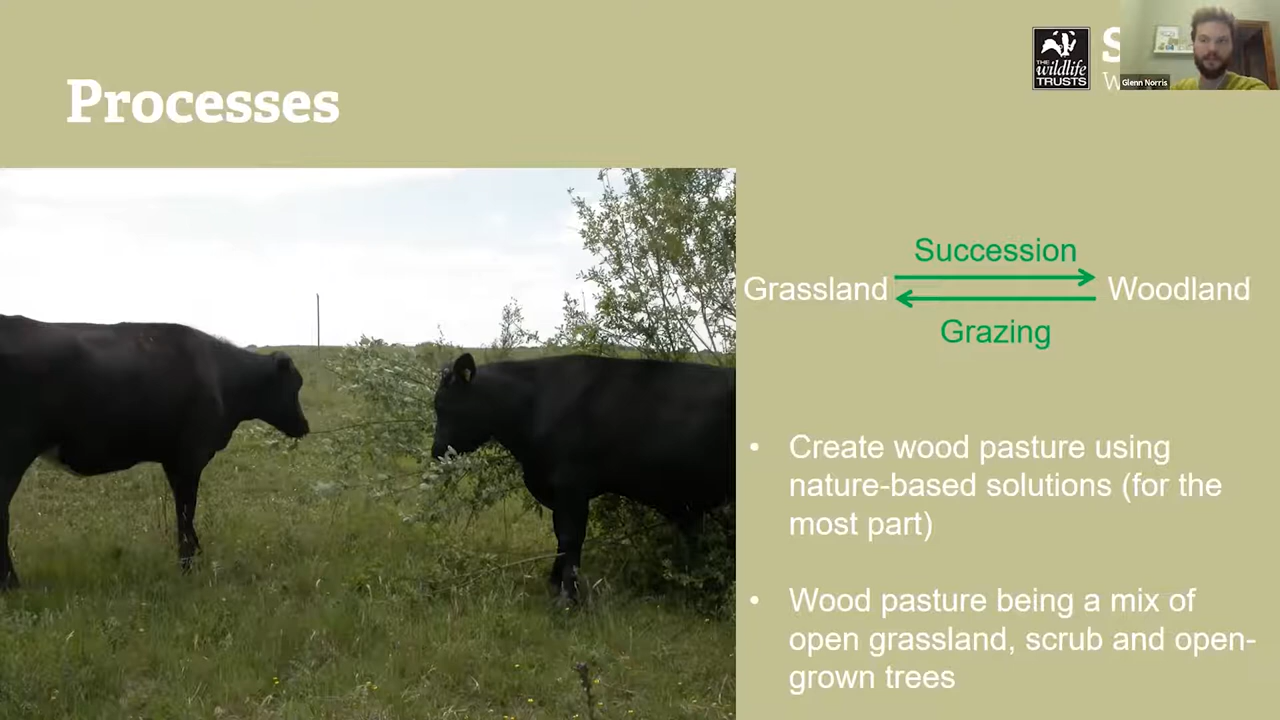 Processes
THE
wildlife
TRUSTS
S
W
Glenn Norris
Succession
Grassland
Woodland
Grazing
• Create wood pasture using
nature-based solutions (for the
most part)
• Wood pasture being a mix of
open grassland, scrub and open-
grown trees